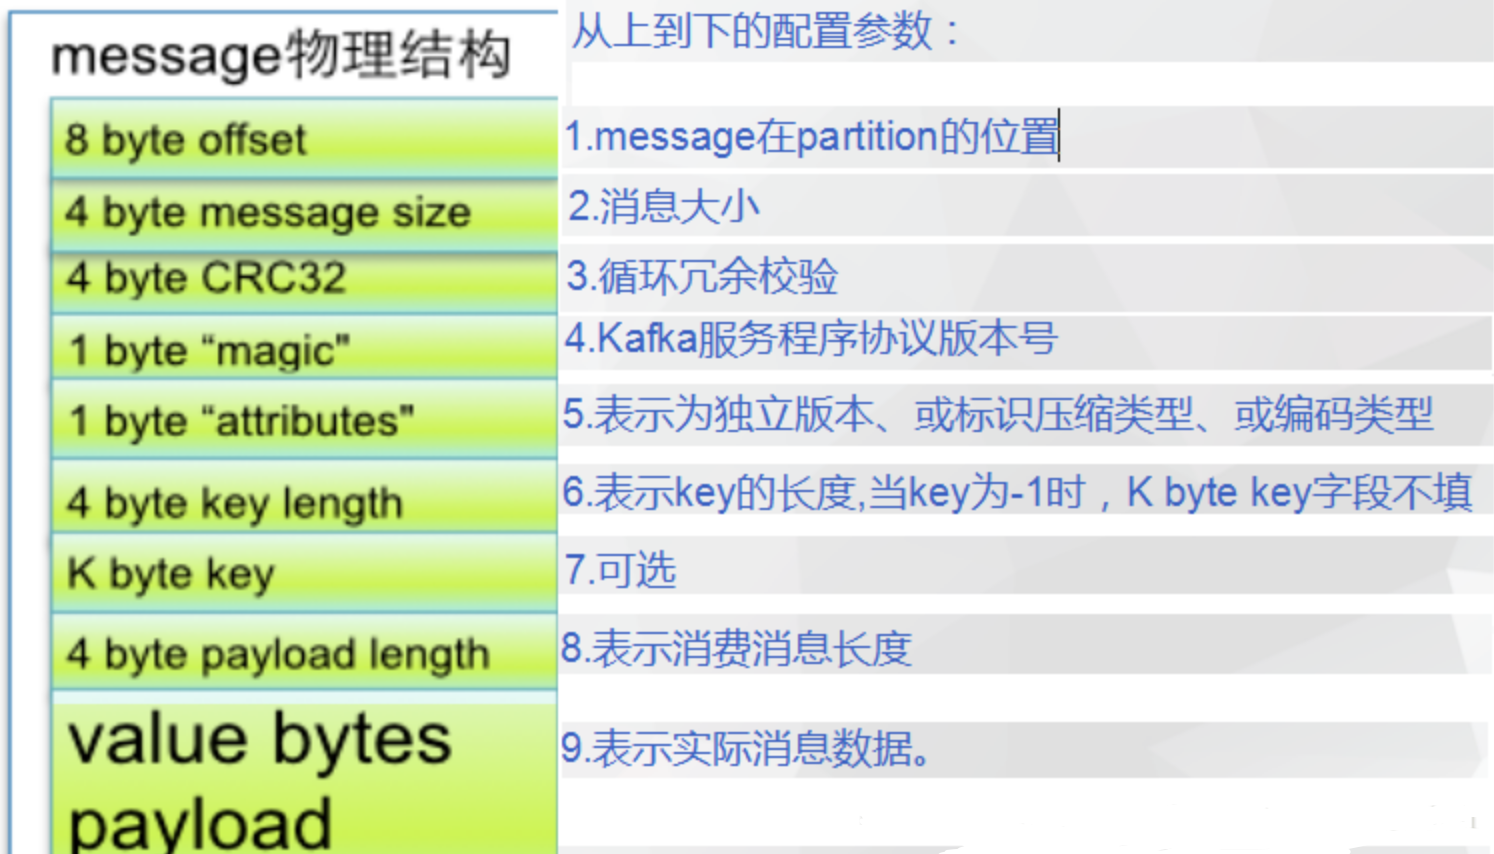 message物理结构
从上到下的配置参数：
8 byte offset
1.message在partition的位置
4 byte message size
2.消息大小
4 byte CRC32
3.循环冗余校验
1 byte “magic"
4.Kafka服务程序协议版本号
1 byte “attributes"
5.表示为独立版本、或标识压缩类型、或编码类型
4 byte key length
6.表示key的长度,当key为-1时，K byte key字段不填
K byte key
7.可选
4 byte payload length
8.表示消费消息长度
value bytes
payload
9.表示实际消息数据。